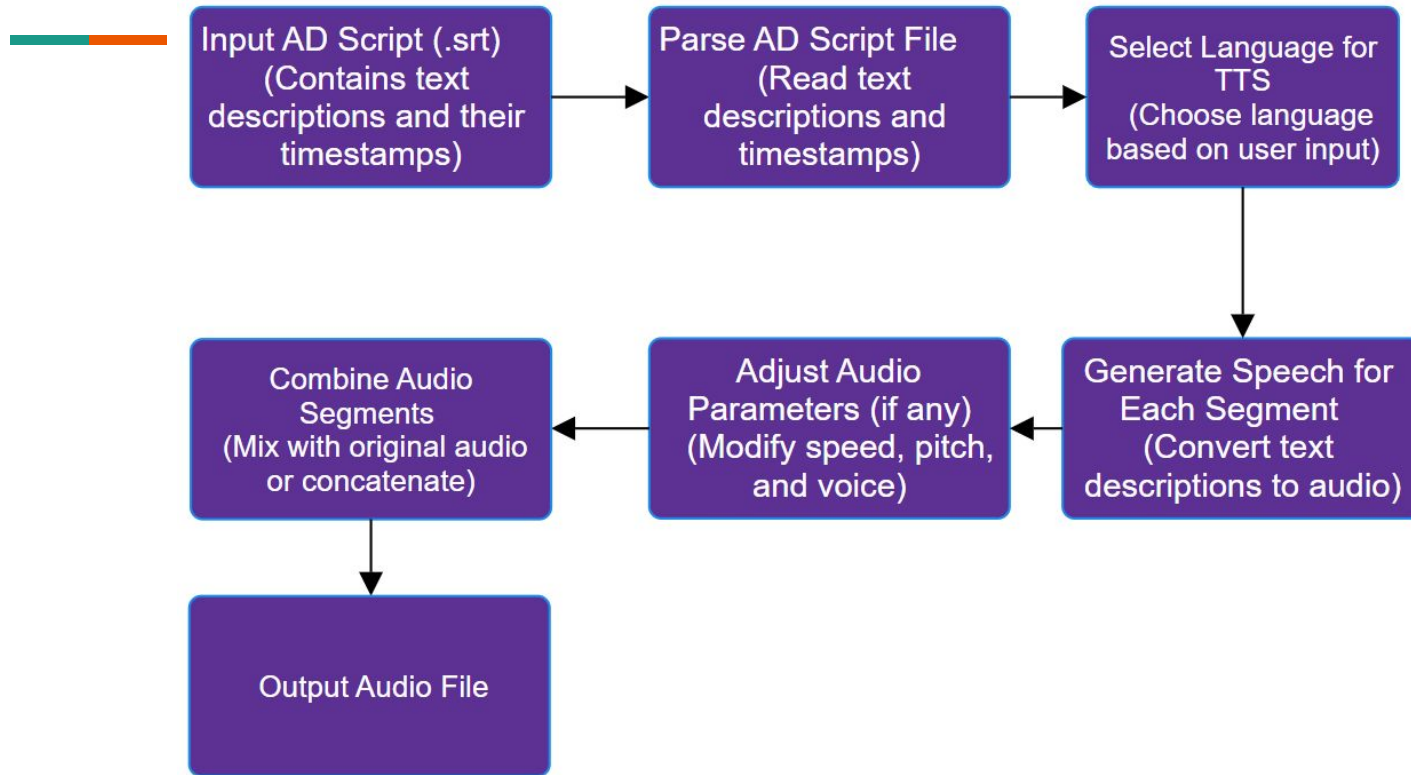 Input AD Script (.srt)
(Contains text
descriptions and their
timestamps)
Parse AD Script File
(Read text
descriptions and
timestamps)
Select Language for
TTS
(Choose language
based on user input)
Generate Speech for
Each Segment
(Convert text
descriptions to audio)
Adjust Audio
Parameters (if any)
(Modify speed, pitch,
and voice)
Combine Audio
Segments
(Mix with original audio
or concatenate)
Output Audio File